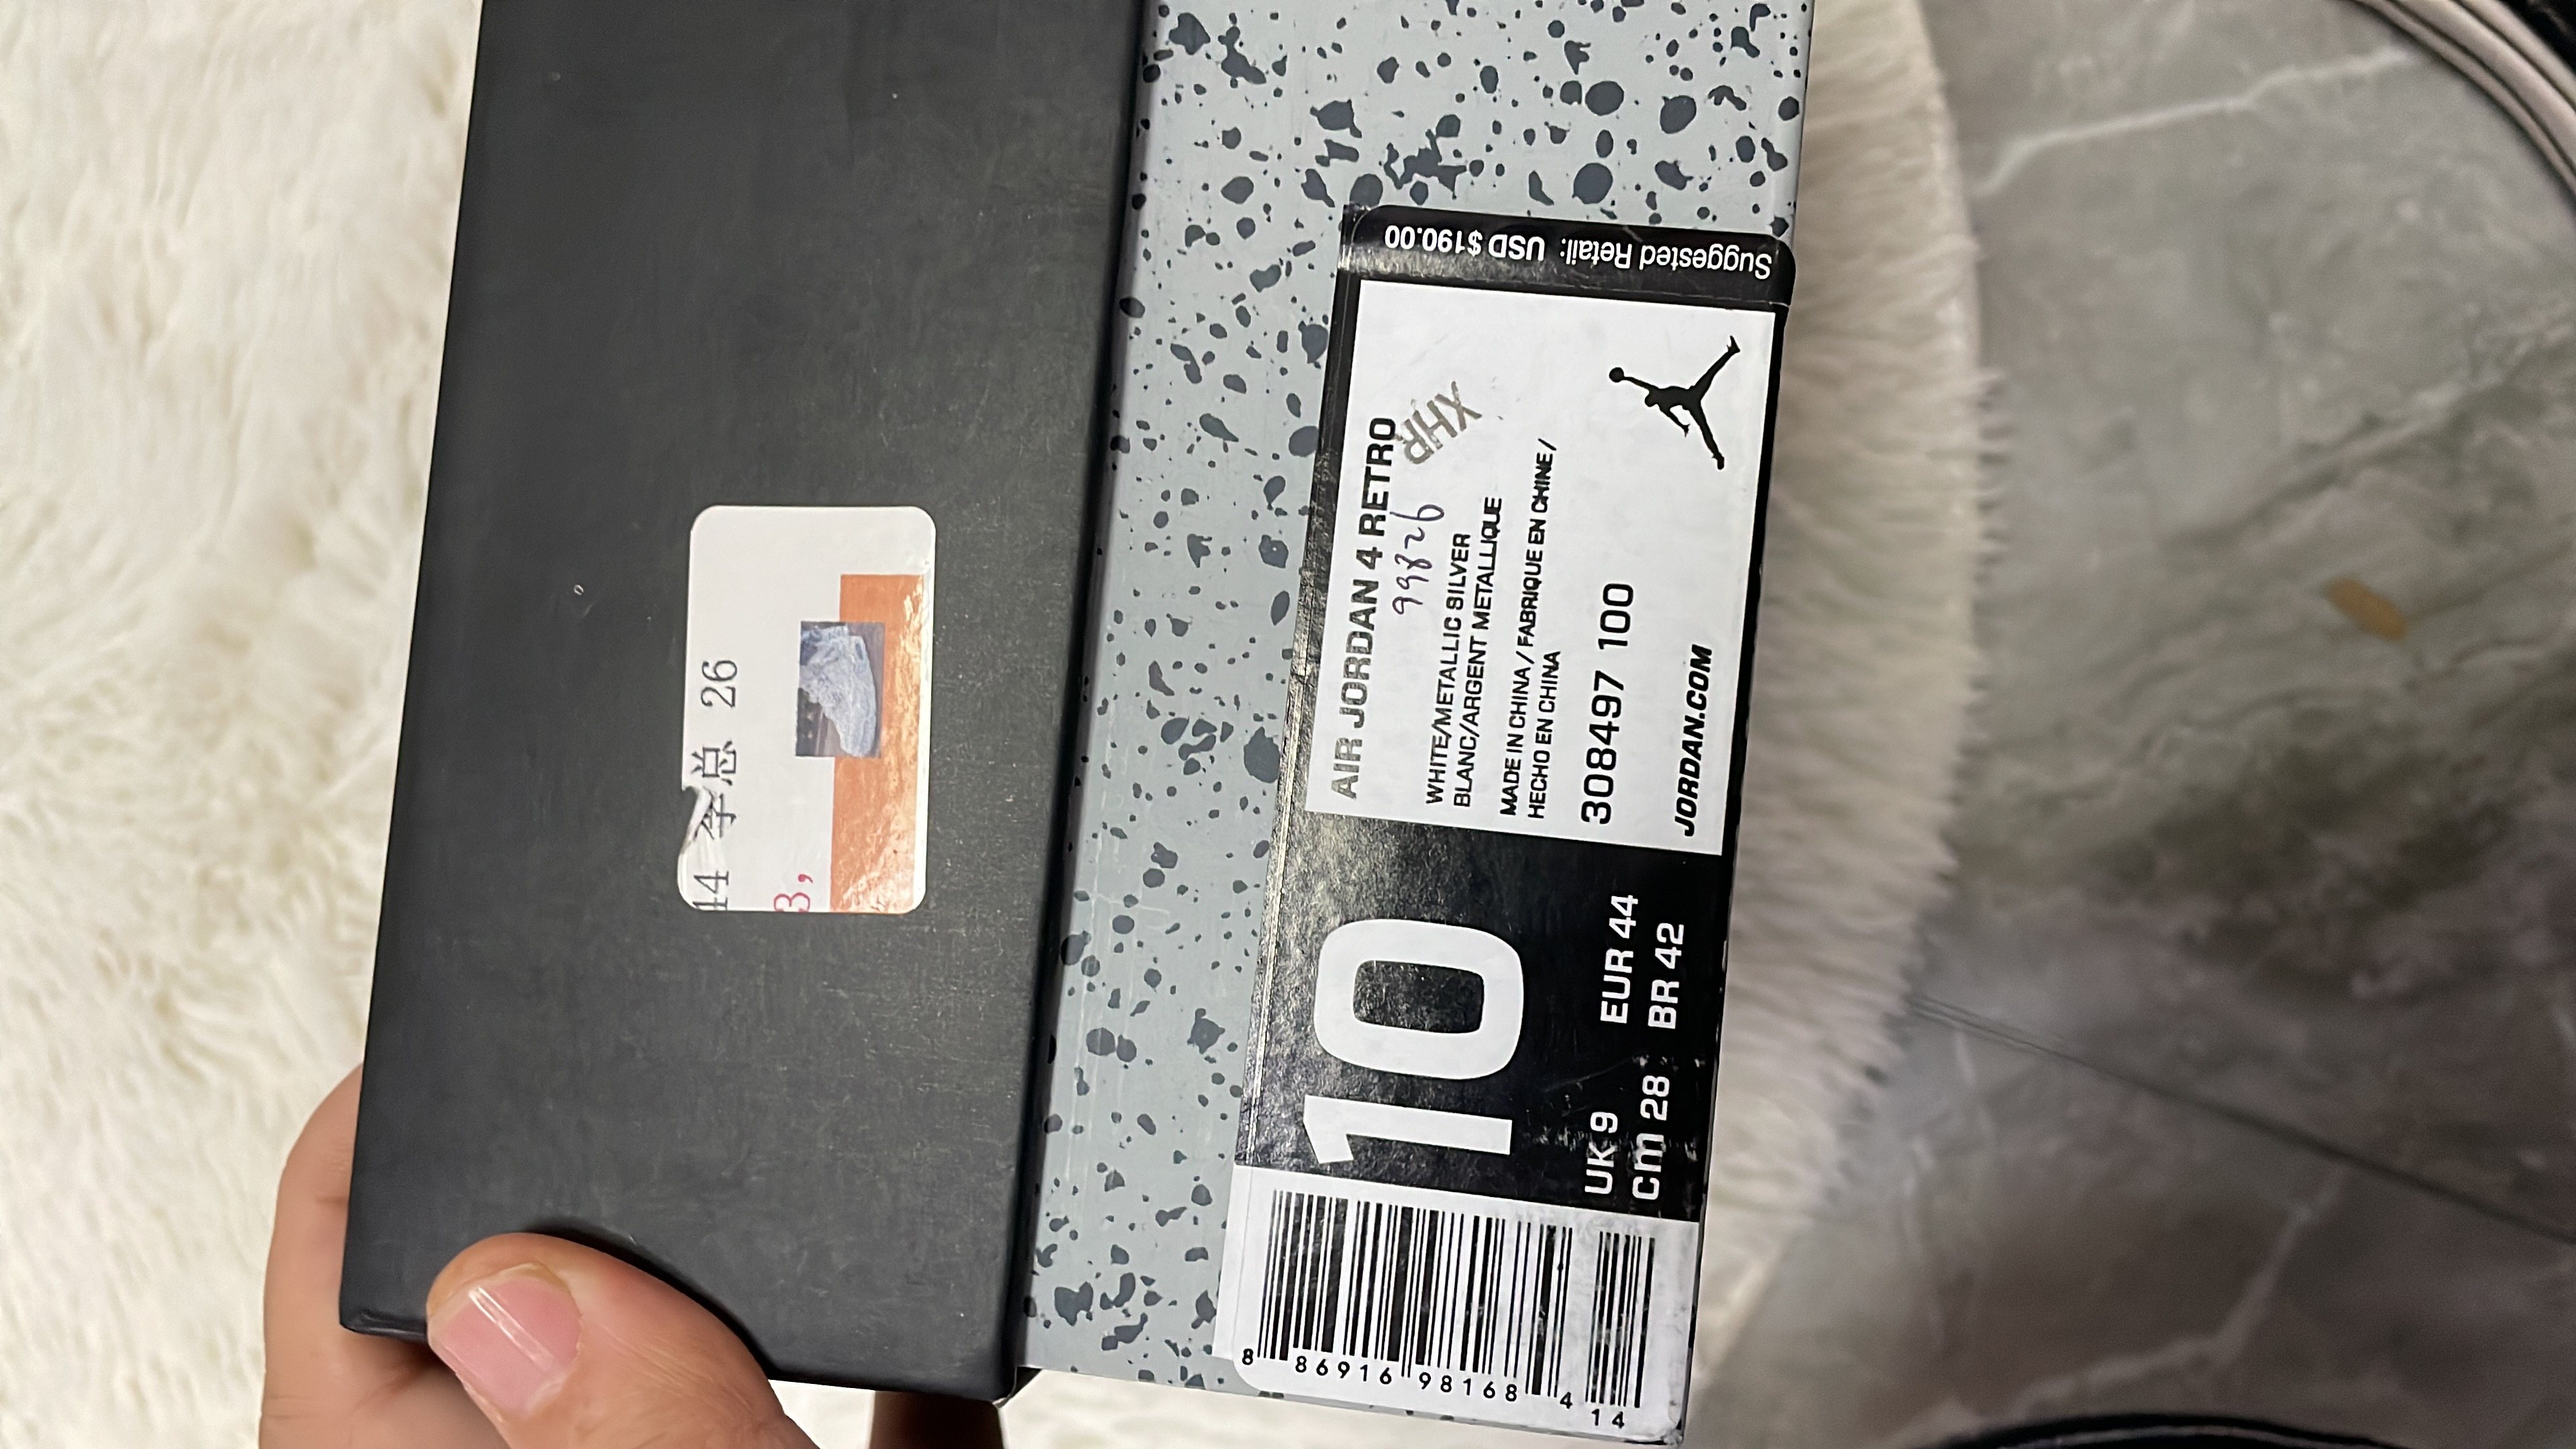 14 李总 26
3,
Suggested Retail: USD $190.00
AIR JORDAN 4 RETRO
XHR
99826
WHITE/METALLIC SILVER
BLANC/ARGENT METALLIQUE
MADE IN CHINA / FABRIQUE EN CHINE /
HECHO EN CHINA
308497 100
JORDAN.COM
10
UK 9 EUR 44
Cm 28 BR 42
8 86916 98168 4 14